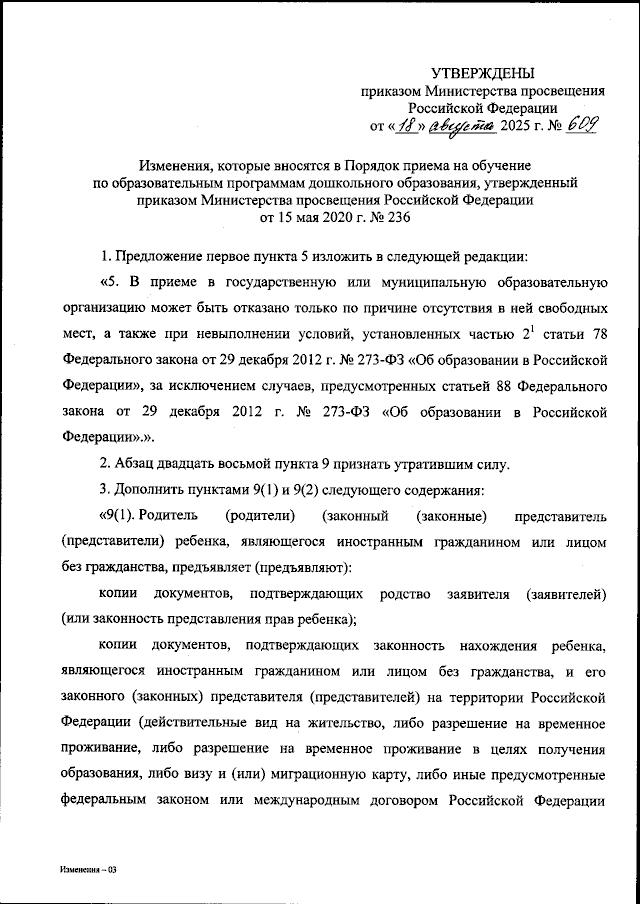 УТВЕРЖДЕНЫ
приказом Министерства просвещения
Российской Федерации
от «18» августа 2025 г. № 609
Изменения, которые вносятся в Порядок приема на обучение
по образовательным программам дошкольного образования, утвержденный
приказом Министерства просвещения Российской Федерации
от 15 мая 2020 г. № 236
1. Предложение первое пункта 5 изложить в следующей редакции:
«5. В приеме в государственную или муниципальную образовательную
организацию может быть отказано только по причине отсутствия в ней свободных
мест, а также при невыполнении условий, установленных частью 2¹ статьи 78
Федерального закона от 29 декабря 2012 г. № 273-ФЗ «Об образовании в Российской
Федерации», за исключением случаев, предусмотренных статьей 88 Федерального
закона от 29 декабря 2012 г. № 273-ФЗ «Об образовании в Российской
Федерации».».
2. Абзац двадцать восьмой пункта 9 признать утратившим силу.
3. Дополнить пунктами 9(1) и 9(2) следующего содержания:
«9(1). Родитель (родители) (законный (законные) представитель
(представители) ребенка, являющегося иностранным гражданином или лицом
без гражданства, предъявляет (предъявляют):
копии документов, подтверждающих родство заявителя (заявителей)
(или законность представления прав ребенка);
копии документов, подтверждающих законность нахождения ребенка,
являющегося иностранным гражданином или лицом без гражданства, и его
законного (законных) представителя (представителей) на территории Российской
Федерации (действительные вид на жительство, либо разрешение на временное
проживание, либо разрешение на временное проживание в целях получения
образования, либо визу и (или) миграционную карту, либо иные предусмотренные
федеральным законом или международным договором Российской Федерации
Изменения – 03